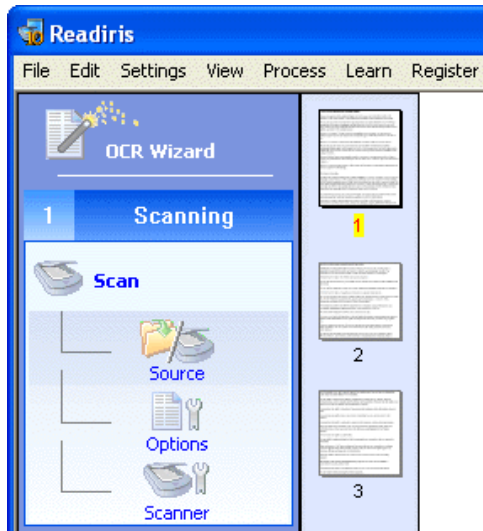 Readiris
File Edit Settings View Process Learn Register
OCR Wizard
1 Scanning
Scan
Source
Options
Scanner
1
2
3